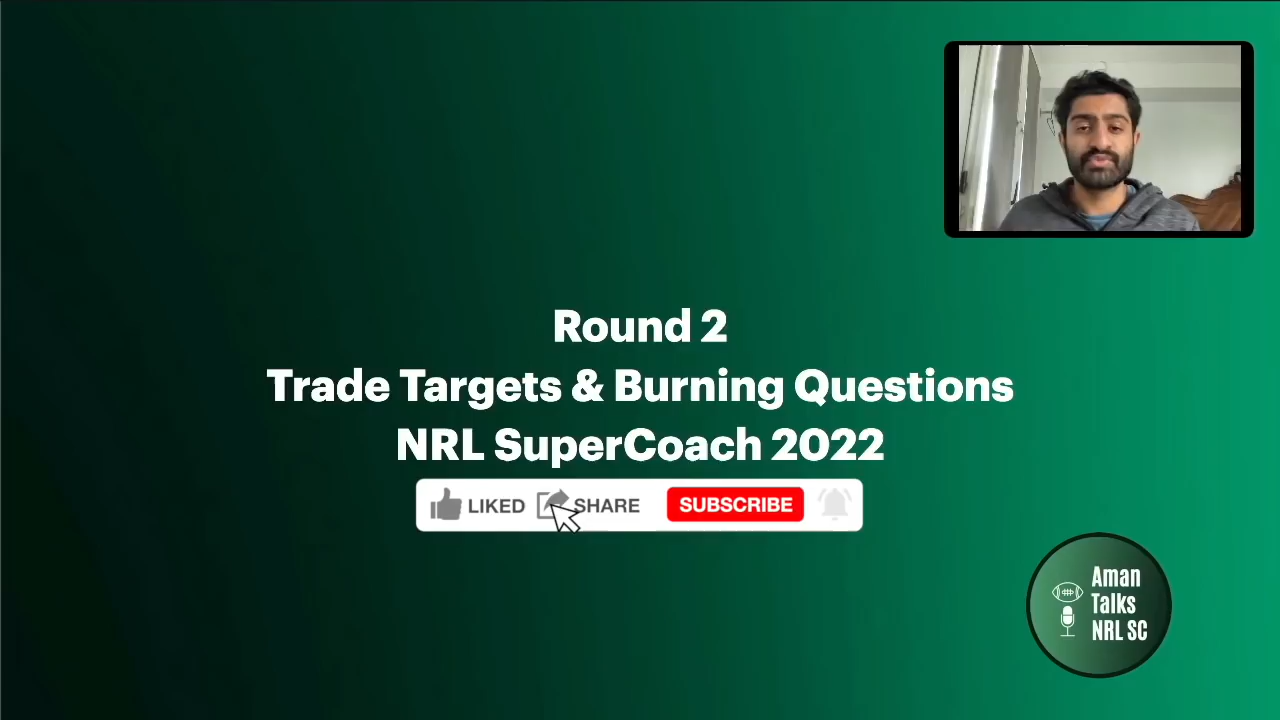 Round 2
Trade Targets & Burning Questions
NRL SuperCoach 2022
LIKED SHARE SUBSCRIBE
Aman
Talks
NRL SC